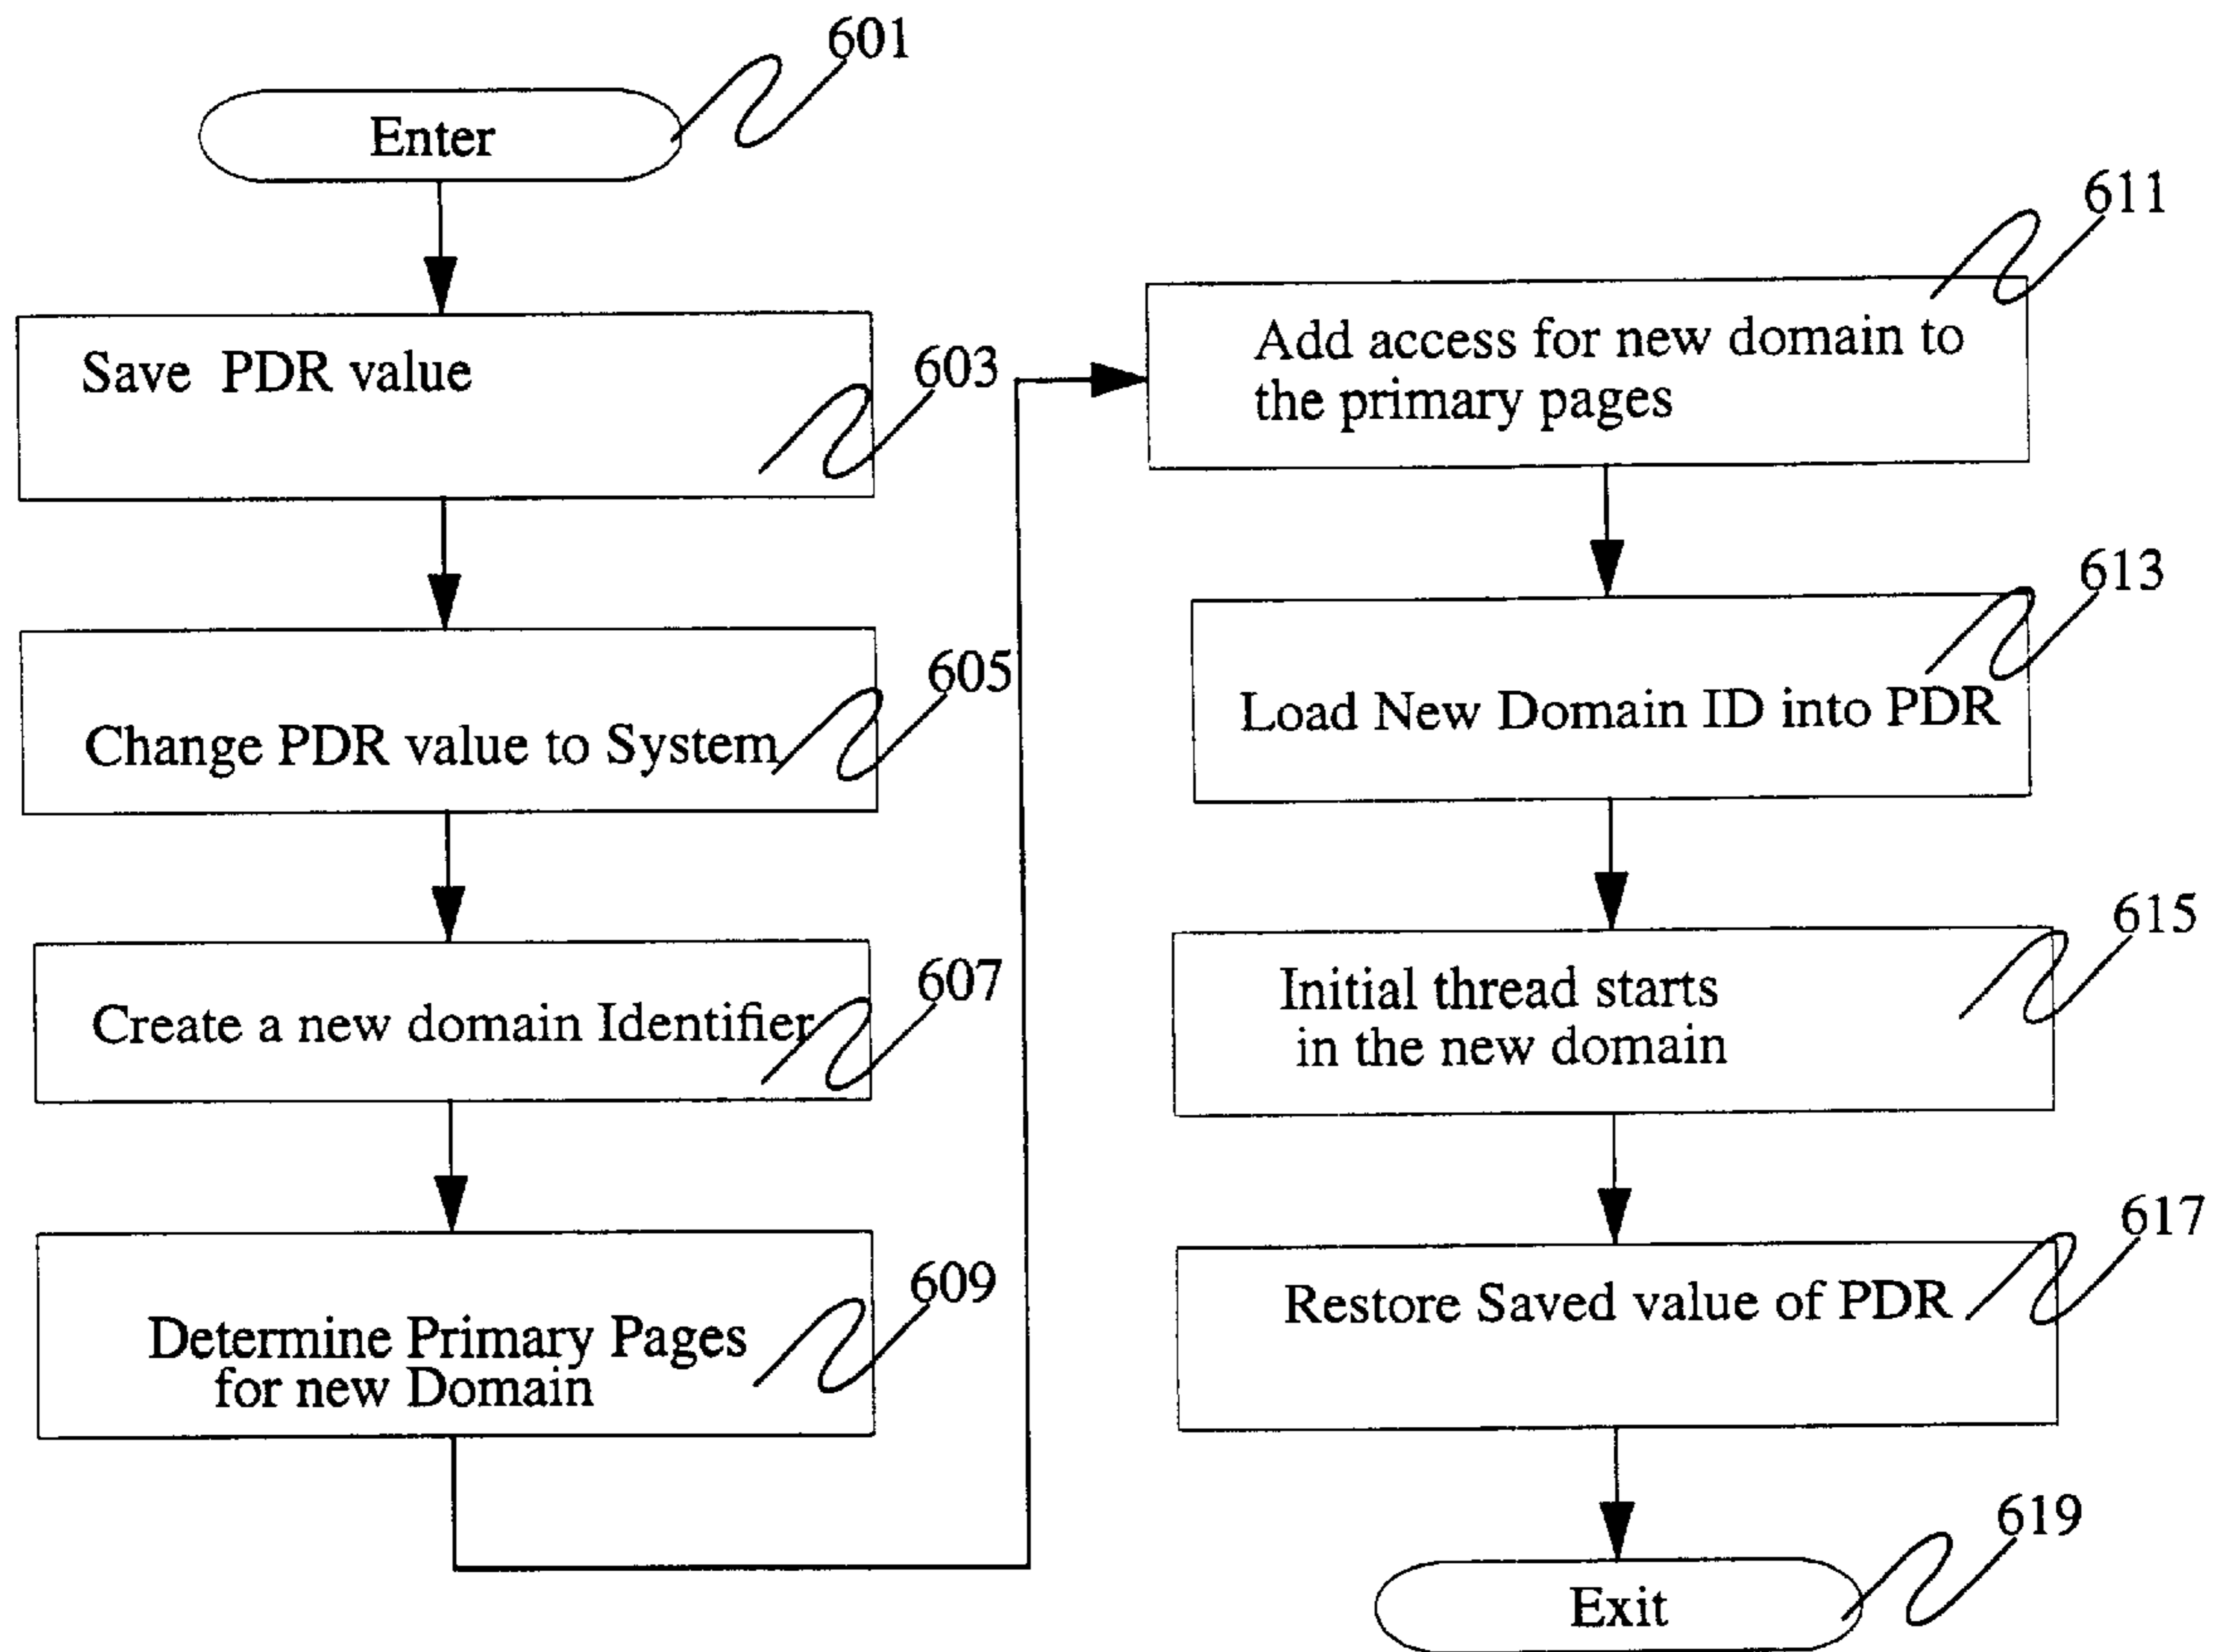 601
Enter
Save PDR value
603
Change PDR value to System
605
Create a new domain Identifier
607
Determine Primary Pages
for new Domain
609
611
Add access for new domain to
the primary pages
613
Load New Domain ID into PDR
615
Initial thread starts
in the new domain
617
Restore Saved value of PDR
619
Exit